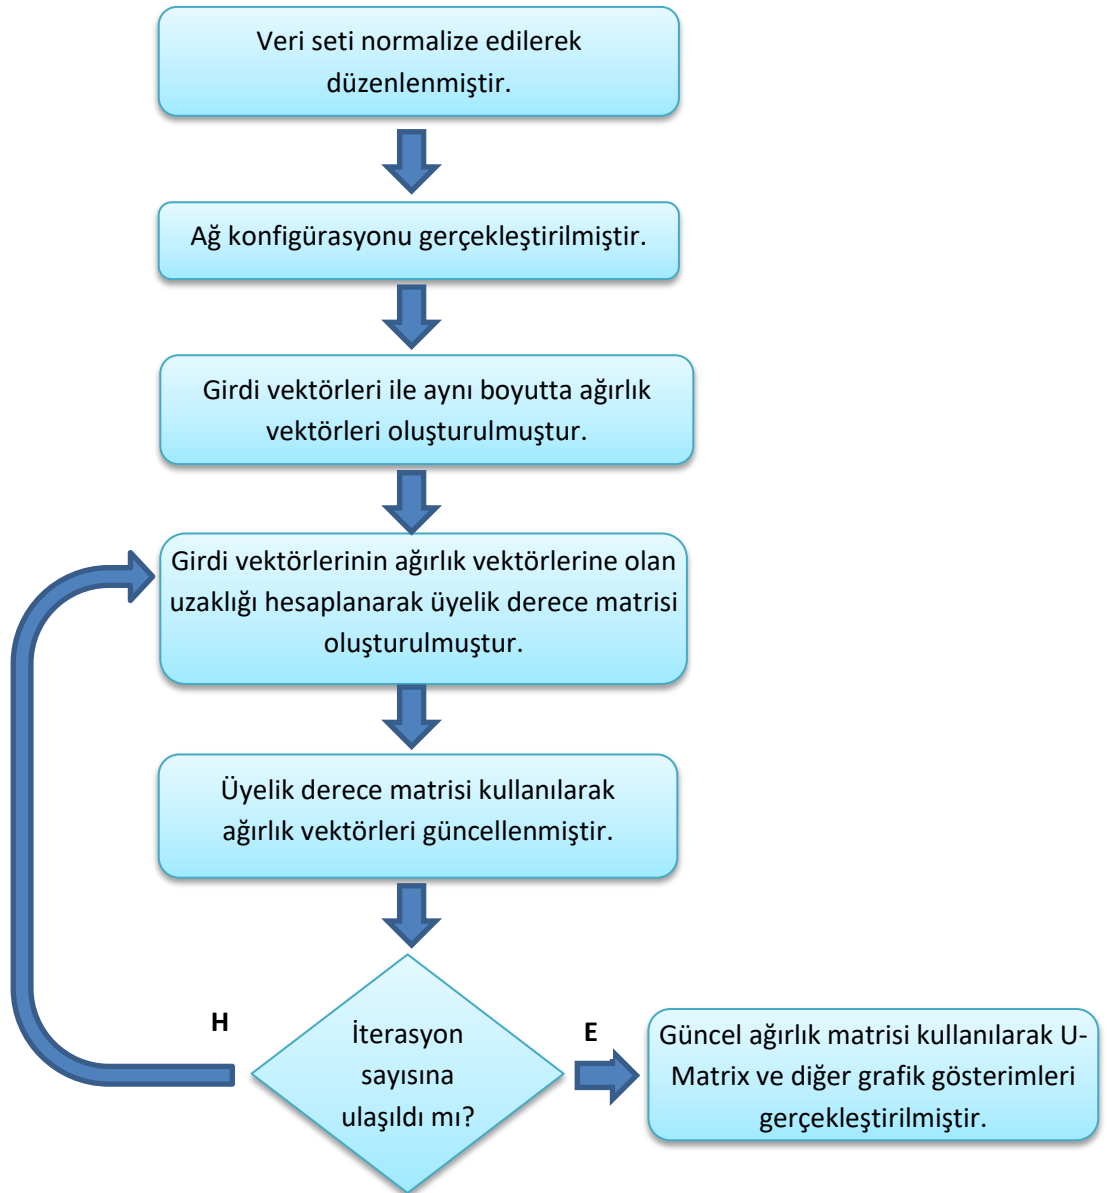 Veri seti normalize edilerek
düzenlenmiştir.
Ağ konfigürasyonu gerçekleştirilmiştir.
Girdi vektörleri ile aynı boyutta ağırlık
vektörleri oluşturulmuştur.
Girdi vektörlerinin ağırlık vektörlerine olan
uzaklığı hesaplanarak üyelik derece matrisi
oluşturulmuştur.
Üyelik derece matrisi kullanılarak
ağırlık vektörleri güncellenmiştir.
H
İterasyon
sayısına
ulaşıldı mı?
E
Güncel ağırlık matrisi kullanılarak U-
Matrix ve diğer grafik gösterimleri
gerçekleştirilmiştir.